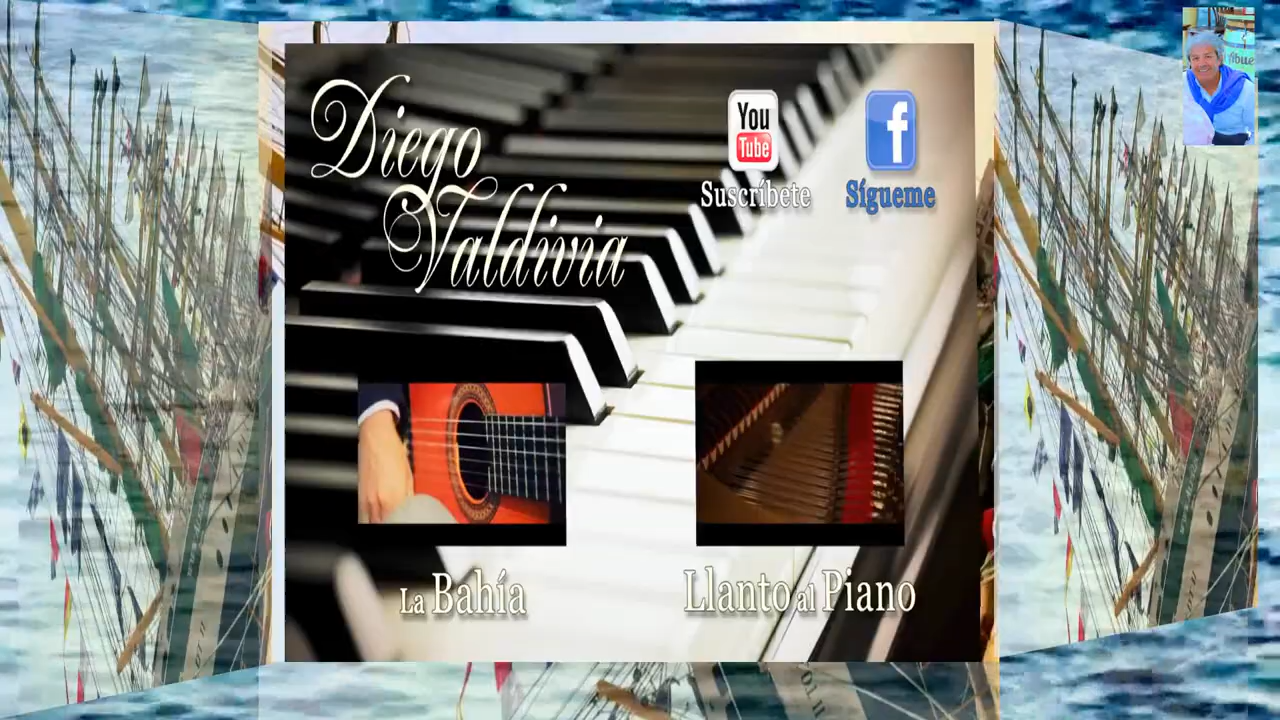 Diego
Valdivia
You
Tube
Suscríbete
f
Sígueme
La Bahía
Llanto al Piano